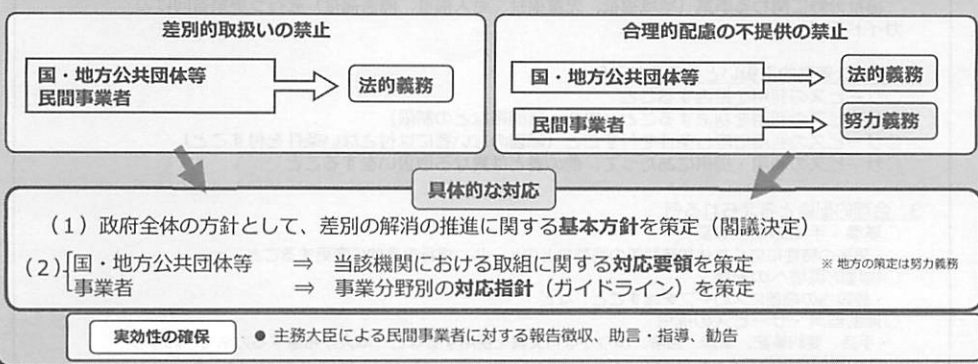 差別的取扱いの禁止
国・地方公共団体等
民間事業者
法的義務
合理的配慮の不提供の禁止
国・地方公共団体等
法的義務
民間事業者
努力義務
具体的な対応
（１）政府全体の方針として、差別の解消の推進に関する基本方針を策定（閣議決定）
（２）国・地方公共団体等 ⇒ 当該機関における取組に関する対応要領を策定
※地方の策定は努力義務
事業者 ⇒ 事業分野別の対応指針（ガイドライン）を策定
実効性の確保
● 主務大臣による民間事業者に対する報告徴収、助言・指導、勧告